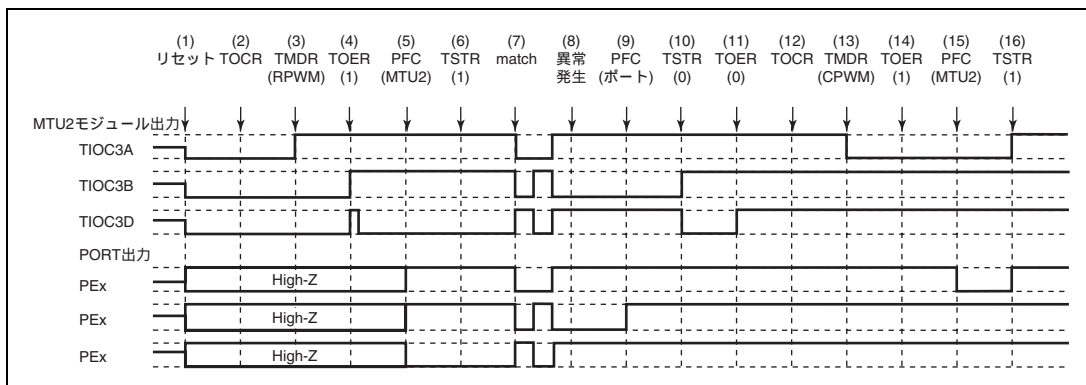 (1) (2) (3) (4) (5) (6) (7) (8) (9) (10) (11) (12) (13) (14) (15) (16)
リセット TOCR TMDR TOER PFC TSTR match 異常 PFC TSTR TOER TOCR TMDR TOER PFC TSTR
(RPWM) (1) (MTU2) (1) 発生 (ポート) (0) (0) (CPWM) (1) (MTU2) (1)
MTU2モジュール出力
TIOC3A
TIOC3B
TIOC3D
PORT出力
PEx High-Z
PEx High-Z
PEx High-Z